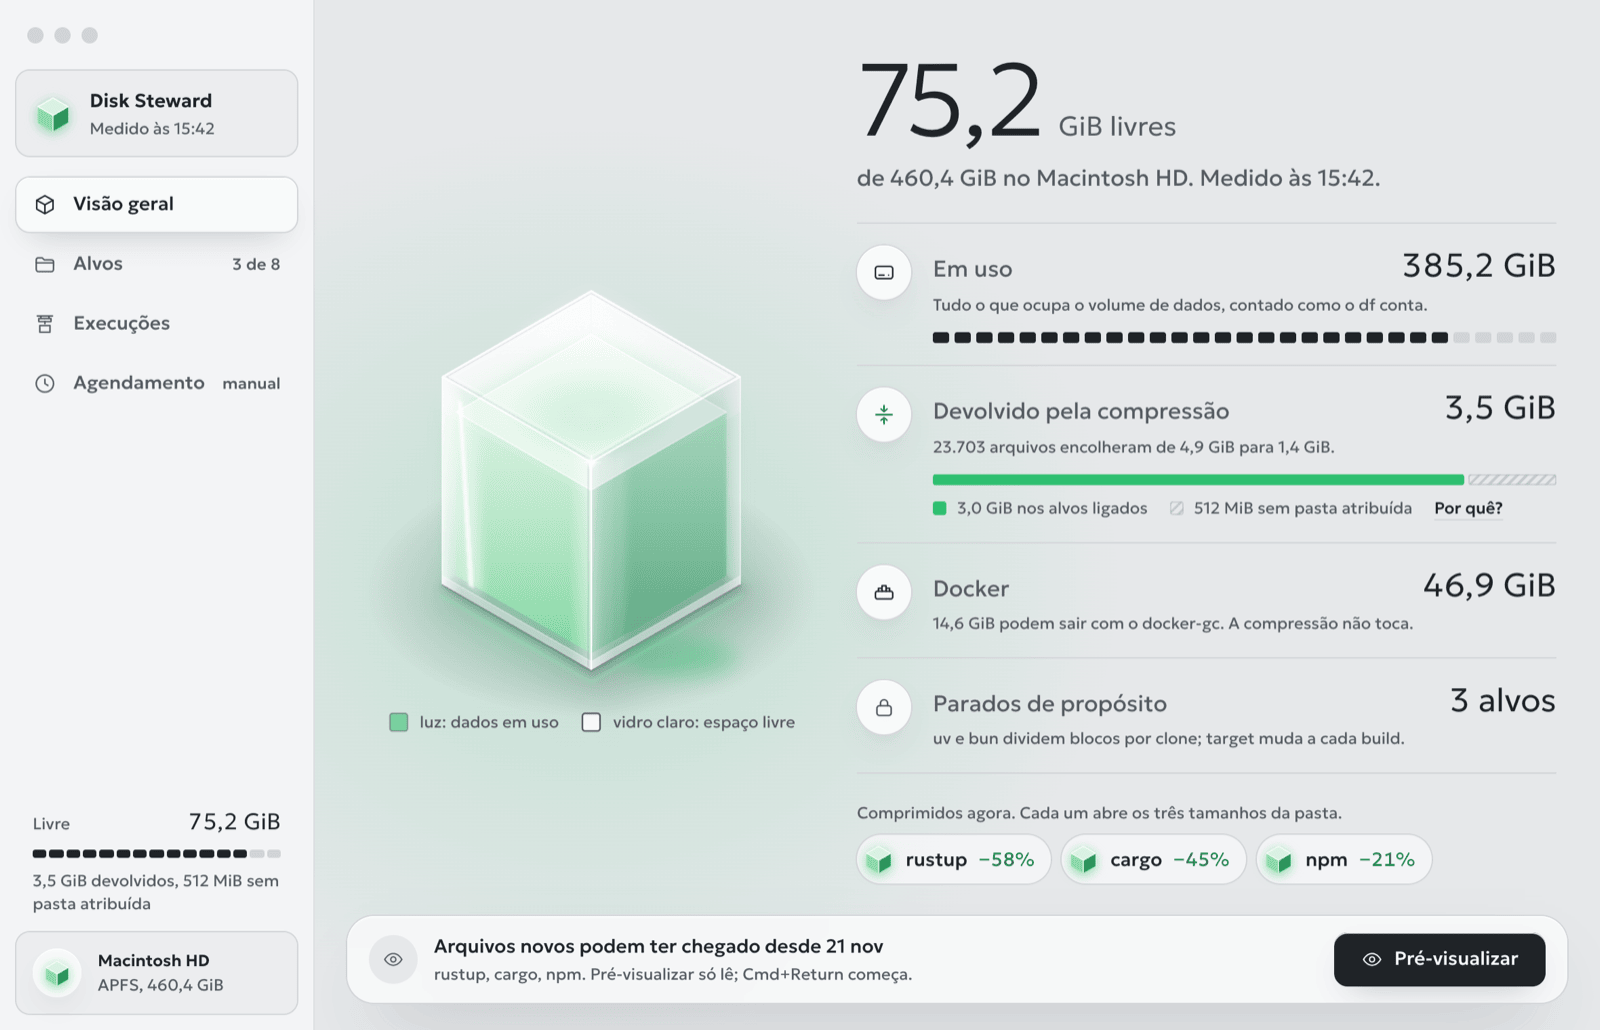 Disk Steward
Medido às 15:42
Visão geral
Alvos 3 de 8
Execuções
Agendamento manual
Livre 75,2 GiB
3,5 GiB devolvidos, 512 MiB sem
pasta atribuída
Macintosh HD
APFS, 460,4 GiB
luz: dados em uso vidro claro: espaço livre
75,2 GiB livres
de 460,4 GiB no Macintosh HD. Medido às 15:42.
Em uso 385,2 GiB
Tudo o que ocupa o volume de dados, contado como o df conta.
Devolvido pela compressão 3,5 GiB
23.703 arquivos encolheram de 4,9 GiB para 1,4 GiB.
3,0 GiB nos alvos ligados 512 MiB sem pasta atribuída Por quê?
Docker 46,9 GiB
14,6 GiB podem sair com o docker-gc. A compressão não toca.
Parados de propósito 3 alvos
uv e bun dividem blocos por clone; target muda a cada build.
Comprimidos agora. Cada um abre os três tamanhos da pasta.
rustup −58% cargo −45% npm −21%
Arquivos novos podem ter chegado desde 21 nov
rustup, cargo, npm. Pré-visualizar só lê; Cmd+Return começa.
Pré-visualizar